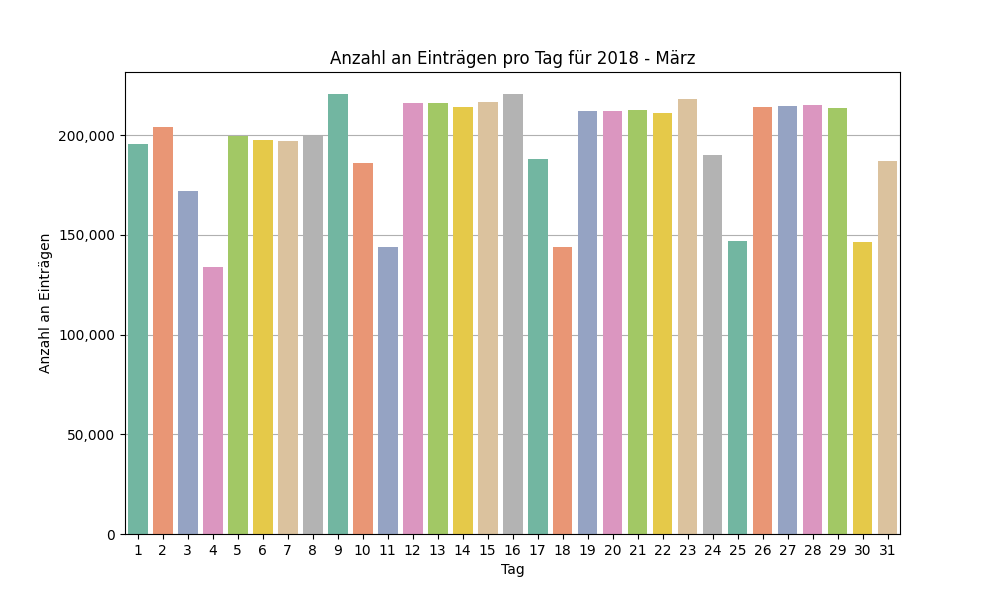 Anzahl an Einträgen pro Tag für 2018 - März
200,000
150,000
100,000
50,000
0
Anzahl an Einträgen
1 2 3 4 5 6 7 8 9 10 11 12 13 14 15 16 17 18 19 20 21 22 23 24 25 26 27 28 29 30 31
Tag